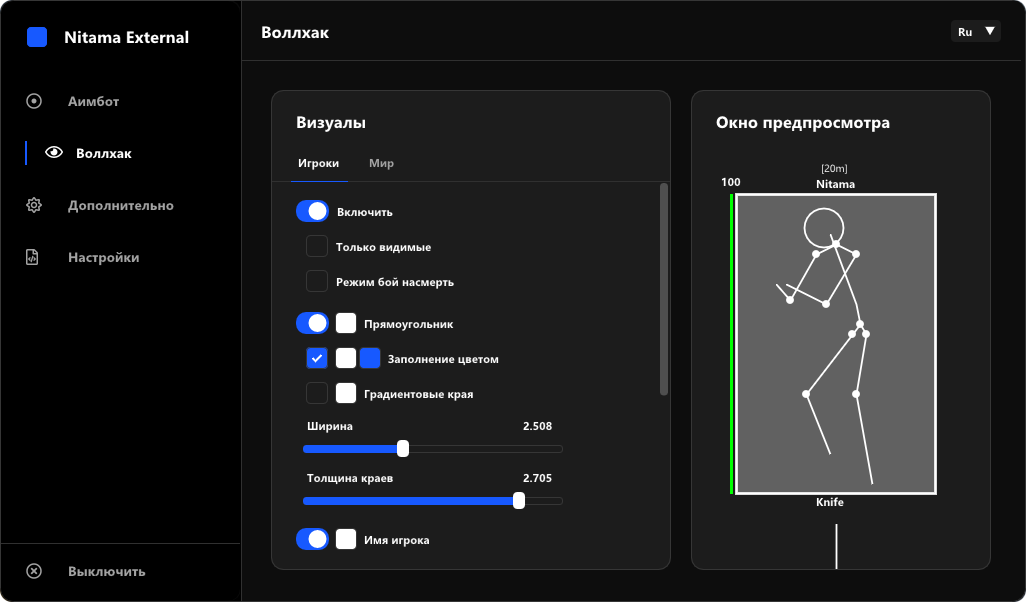 Nitama External
Аимбот
Воллхак
Дополнительно
Настройки
Выключить
Воллхак
Ru
Визуалы
Игроки
Мир
Включить
Только видимые
Режим бой насмерть
Прямоугольник
Заполнение цветом
Градиентовые края
Ширина 2.508
Толщина краев 2.705
Имя игрока
Окно предпросмотра
[20m]
100
Nitama
Knife